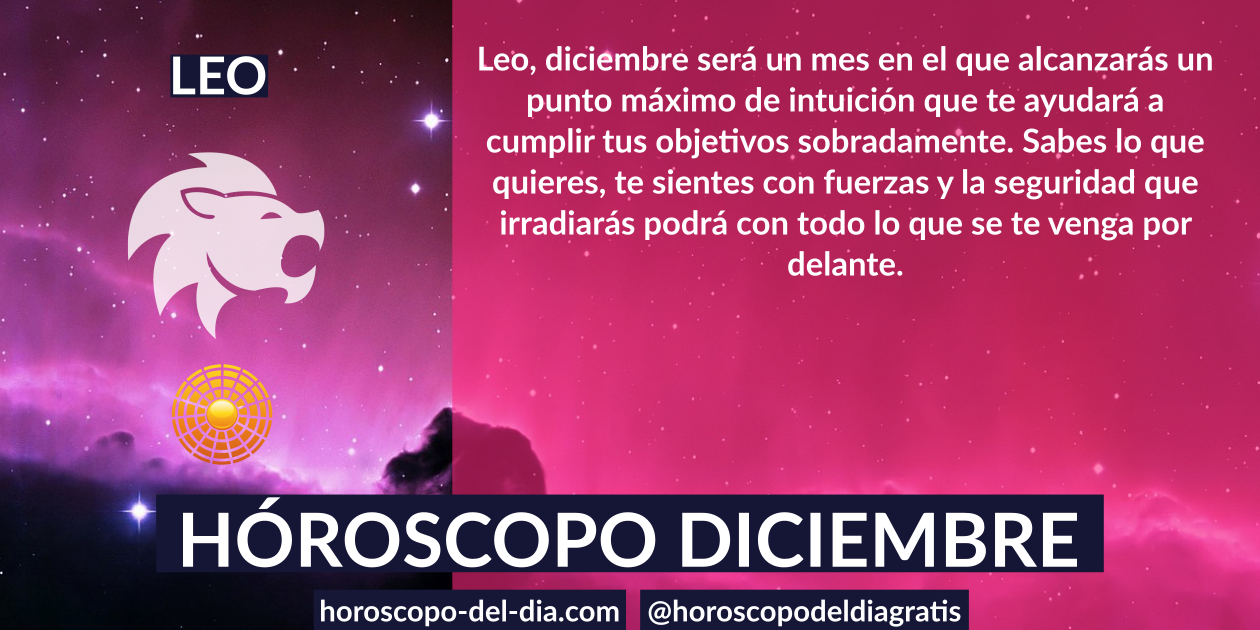 LEO
Leo, diciembre será un mes en el que alcanzarás un
punto máximo de intuición que te ayudará a
cumplir tus objetivos sobradamente. Sabes lo que
quieres, te sientes con fuerzas y la seguridad que
irradiarás podrá con todo lo que se te venga por
delante.
HÓROSCOPO DICIEMBRE
horoscopo-del-dia.com
@horoscopodeldiagratis